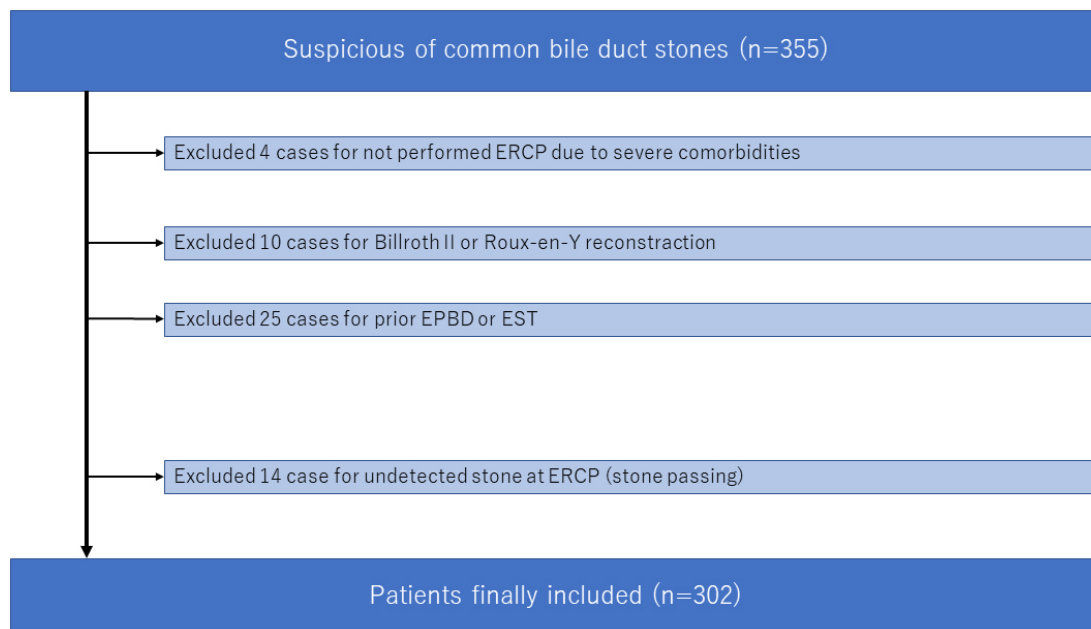 Suspicious of common bile duct stones (n=355)
Excluded 4 cases for not performed ERCP due to severe comorbidities
Excluded 10 cases for Billroth II or Roux-en-Y reconstraction
Excluded 25 cases for prior EPBD or EST
Excluded 14 case for undetected stone at ERCP (stone passing)
Patients finally included (n=302)